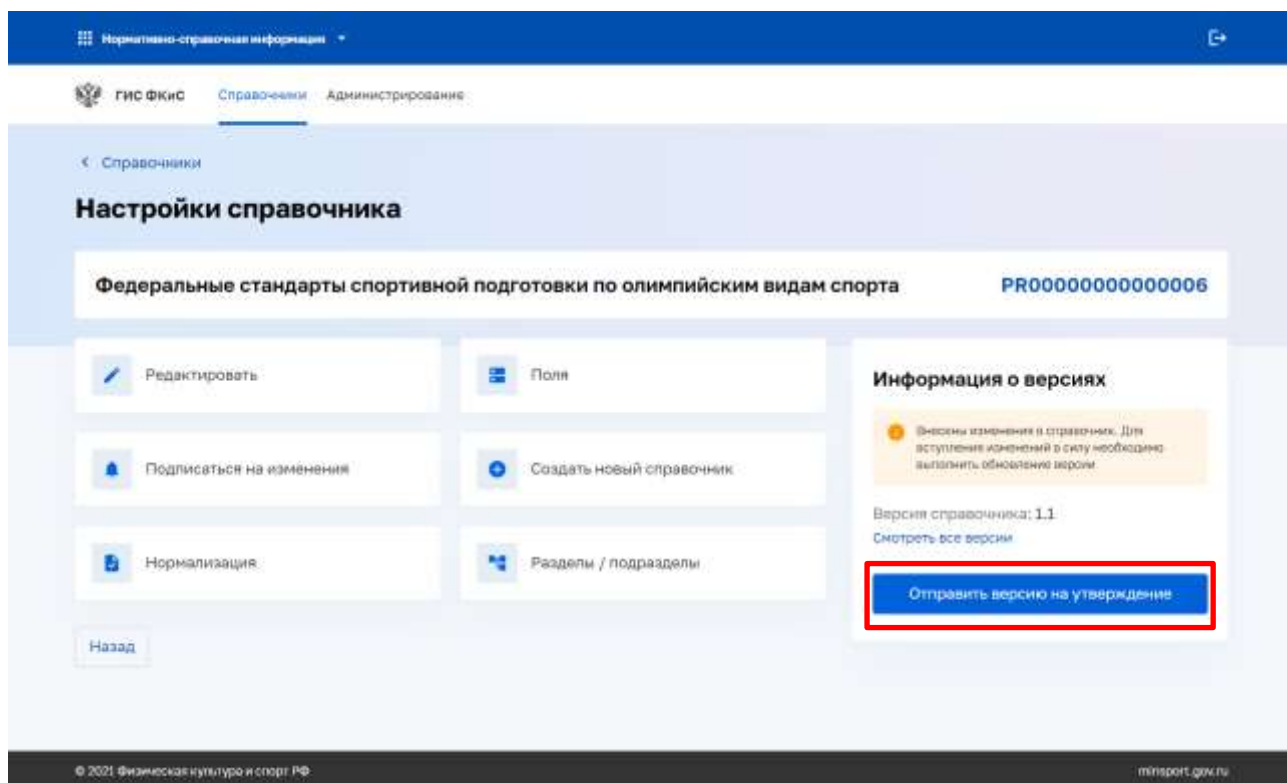 Нормативно-справочная информация
ГИС ФКиС Справочники Администрирование
Справочники
Настройки справочника
Федеральные стандарты спортивной подготовки по олимпийским видам спорта PR00000000000006
Редактировать
Поля
Подписаться на изменения
Создать новый справочник
Нормализация
Разделы / подразделы
Назад
Информация о версиях
Внесены изменения в справочник. Для
вступления изменений в силу необходимо
выполнить обновление версии
Версия справочника: 1.1
Смотреть все версии
Отправить версию на утверждение
© 2021 Физическая культура и спорт РФ
minsport.gov.ru